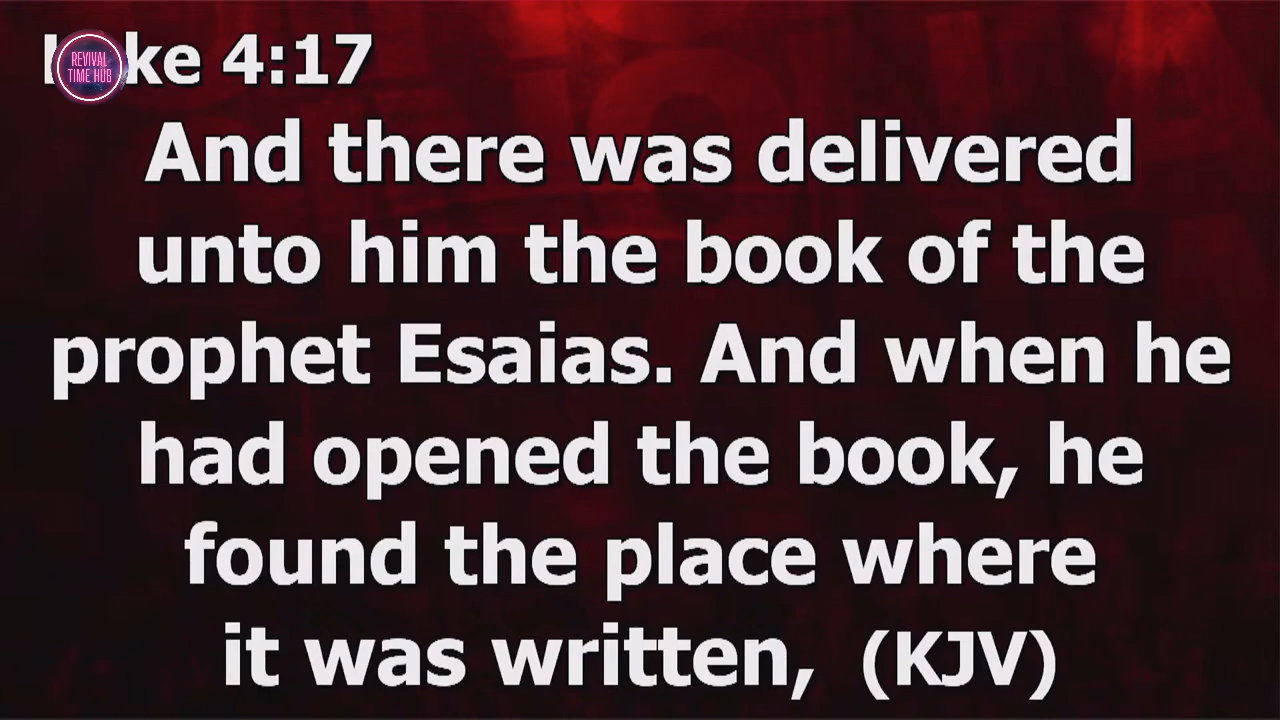 ke 4:17
REVIVAL
TIME HUB
And there was delivered
unto him the book of the
prophet Esaias. And when he
had opened the book, he
found the place where
it was written, (KJV)